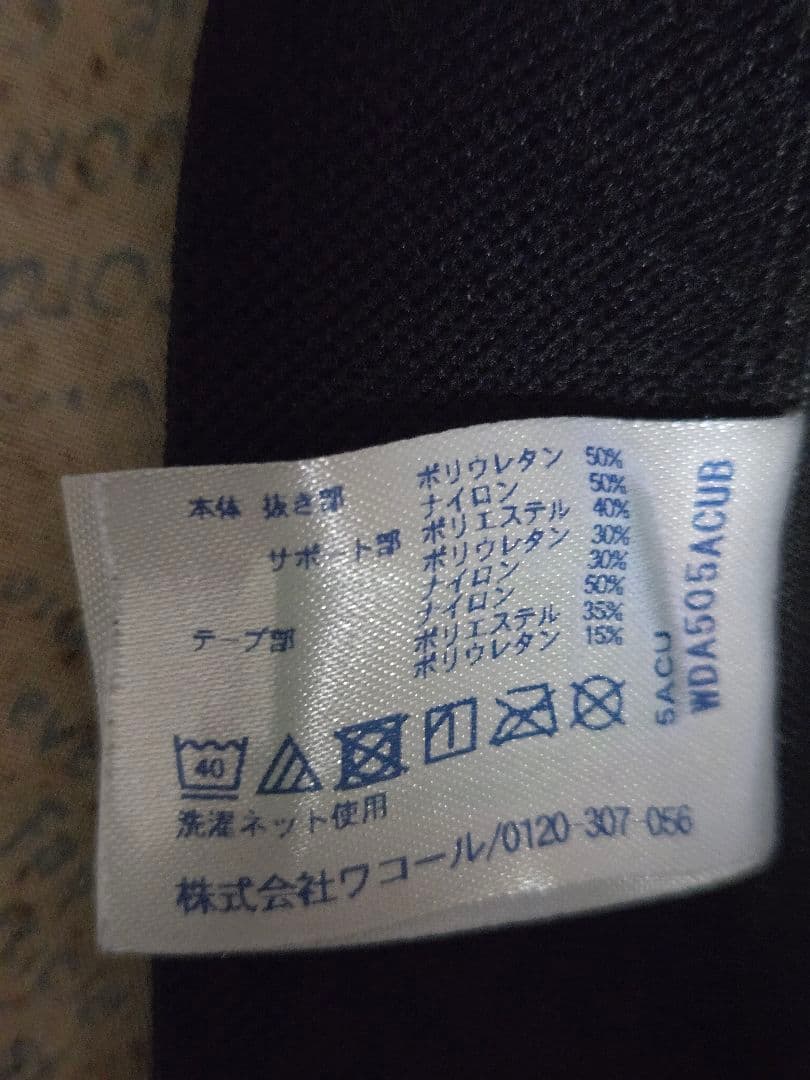 本体 抜き部 ポリウレタン 50%
ナイロン 50%
サポート部 ポリエステル 40%
ポリウレタン 30%
ナイロン 30%
テープ部 ナイロン 50%
ポリエステル 35%
ポリウレタン 15%
40
洗濯ネット使用
株式会社ワコール/0120-307-056
5ACU
WDA505ACUB